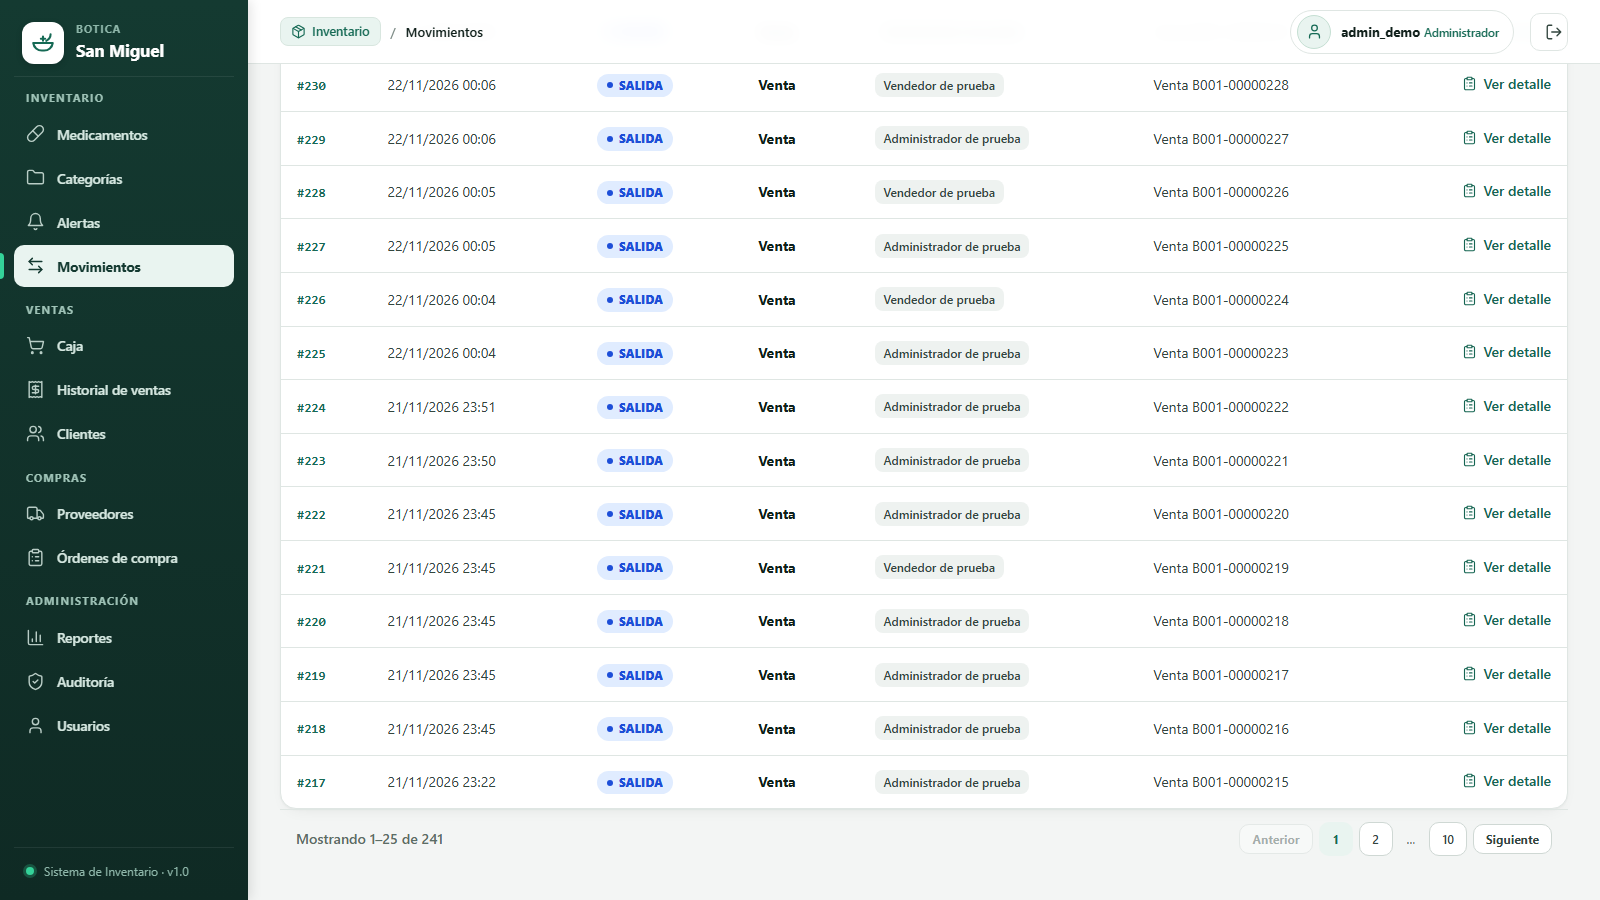 BOTICA
San Miguel
INVENTARIO
Medicamentos
Categorías
Alertas
Movimientos
VENTAS
Caja
Historial de ventas
Clientes
COMPRAS
Proveedores
Órdenes de compra
ADMINISTRACIÓN
Reportes
Auditoría
Usuarios
Sistema de Inventario · v1.0
Inventario / Movimientos
admin_demo Administrador
#230 22/11/2026 00:06 SALIDA Venta Vendedor de prueba Venta B001-00000228 Ver detalle
#229 22/11/2026 00:06 SALIDA Venta Administrador de prueba Venta B001-00000227 Ver detalle
#228 22/11/2026 00:05 SALIDA Venta Vendedor de prueba Venta B001-00000226 Ver detalle
#227 22/11/2026 00:05 SALIDA Venta Administrador de prueba Venta B001-00000225 Ver detalle
#226 22/11/2026 00:04 SALIDA Venta Vendedor de prueba Venta B001-00000224 Ver detalle
#225 22/11/2026 00:04 SALIDA Venta Administrador de prueba Venta B001-00000223 Ver detalle
#224 21/11/2026 23:51 SALIDA Venta Administrador de prueba Venta B001-00000222 Ver detalle
#223 21/11/2026 23:50 SALIDA Venta Administrador de prueba Venta B001-00000221 Ver detalle
#222 21/11/2026 23:45 SALIDA Venta Administrador de prueba Venta B001-00000220 Ver detalle
#221 21/11/2026 23:45 SALIDA Venta Vendedor de prueba Venta B001-00000219 Ver detalle
#220 21/11/2026 23:45 SALIDA Venta Administrador de prueba Venta B001-00000218 Ver detalle
#219 21/11/2026 23:45 SALIDA Venta Administrador de prueba Venta B001-00000217 Ver detalle
#218 21/11/2026 23:45 SALIDA Venta Administrador de prueba Venta B001-00000216 Ver detalle
#217 21/11/2026 23:22 SALIDA Venta Administrador de prueba Venta B001-00000215 Ver detalle
Mostrando 1–25 de 241
Anterior 1 2 ... 10 Siguiente